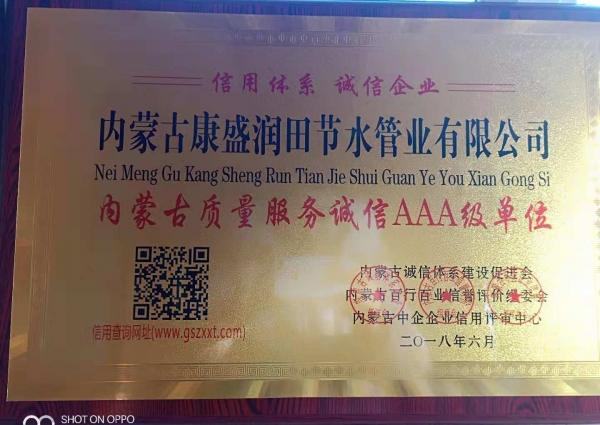 信用体系 诚信企业
内蒙古康盛润田节水管业有限公司
Nei Meng Gu Kang Sheng Run Tian Jie Shui Guan Ye You Xian Gong Si
内蒙古质量服务诚信AAA级单位
内蒙古诚信体系建设促进会
内蒙古百行百业信誉评价组委会
内蒙古中企企业信用评审中心
信用查询网址(www.gszxxt.com)
二〇一八年六月
SHOT ON OPPO